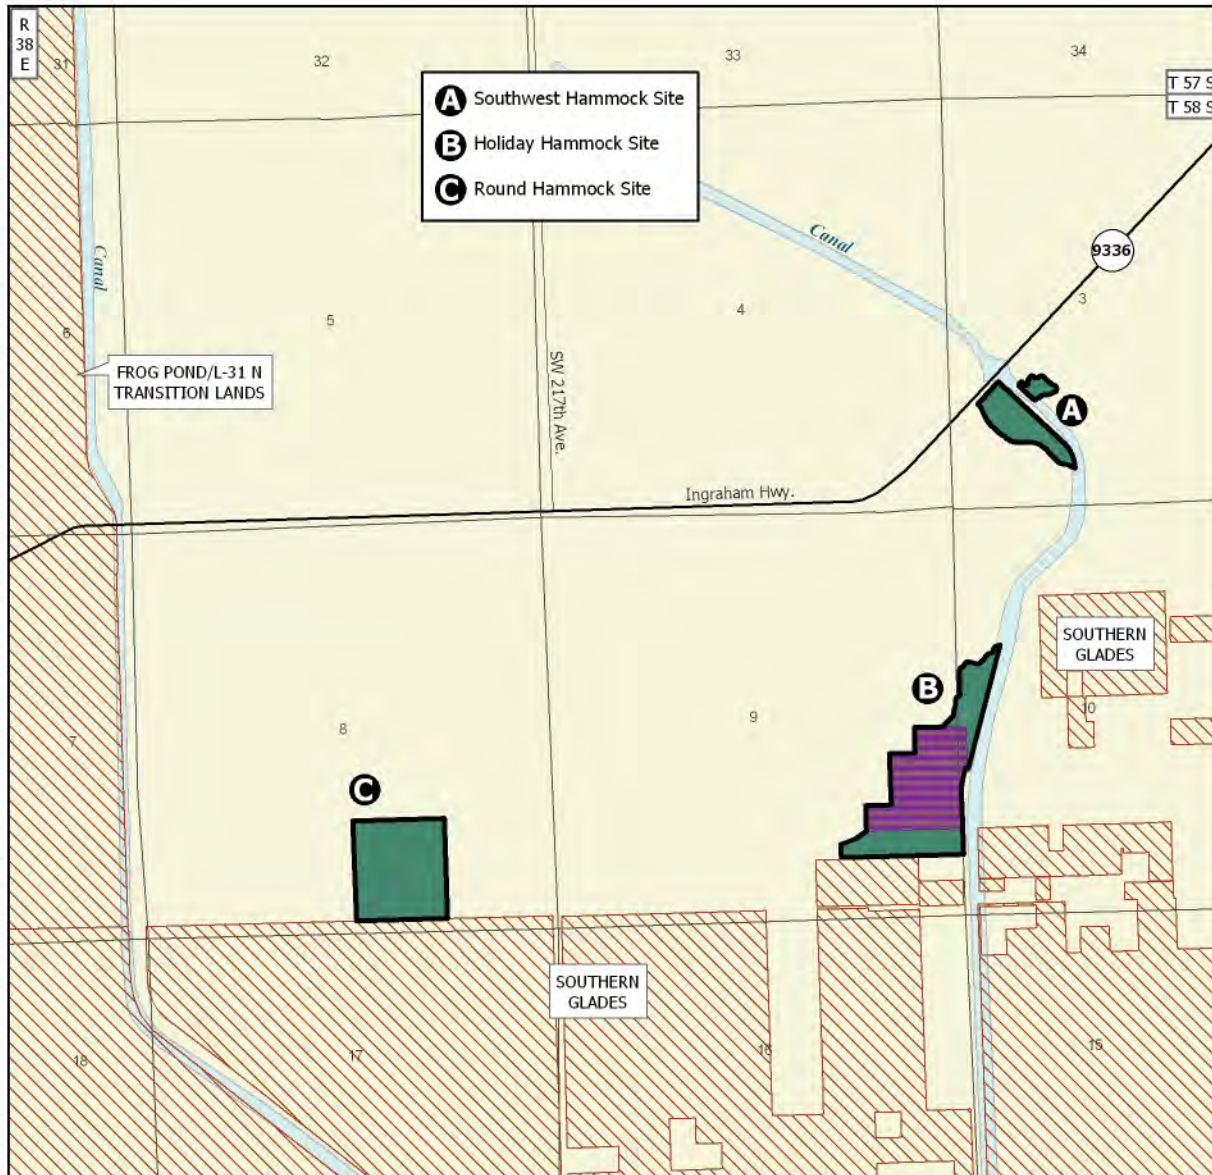 R
38
E
31
32
33
34
T 57 S
T 58 S
A Southwest Hammock Site
B Holiday Hammock Site
C Round Hammock Site
Canal
Canal
9336
3
4
5
6
FROG POND/L-31 N
TRANSITION LANDS
SW 217th Ave.
A
Ingraham Hwy.
SOUTHERN
GLADES
B
10
9
8
7
C
SOUTHERN
GLADES
18
17
16
15